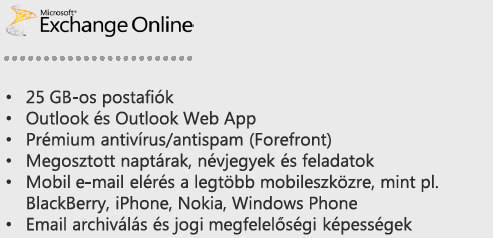 Microsoft®
Exchange Online
• 25 GB-os postafiók
• Outlook és Outlook Web App
• Prémium antivírus/antispam (Forefront)
• Megosztott naptárak, névjegyek és feladatok
• Mobil e-mail elérés a legtöbb mobileszközre, mint pl.
BlackBerry, iPhone, Nokia, Windows Phone
• Email archiválás és jogi megfelelőségi képességek